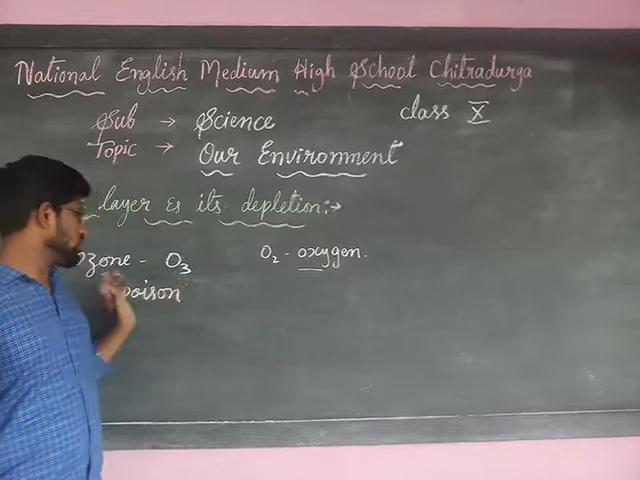 National English Medium High School Chitradurga
Sub → Science
class X
Topic → Our Environment
layer & its depletion:→
zone - O3
O2 - oxygen.
poison